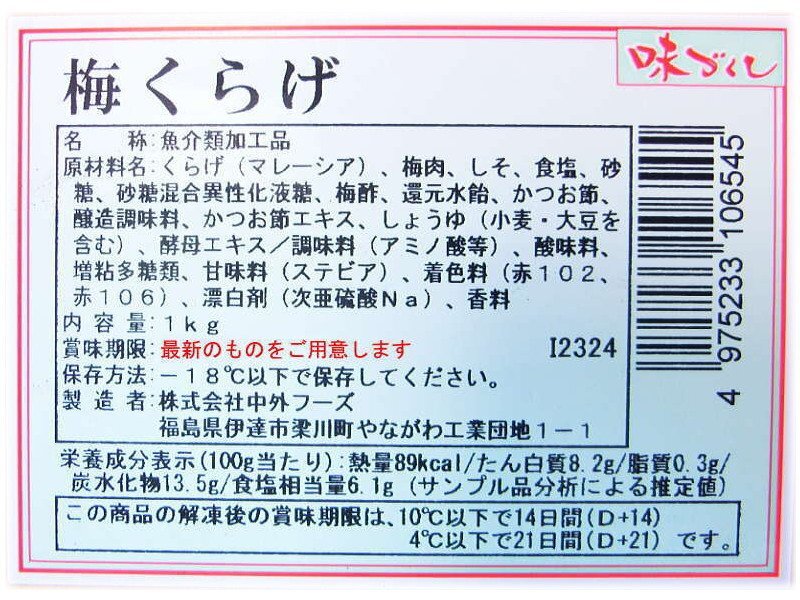 味づくし
梅くらげ
名　　称:魚介類加工品
原材料名:くらげ(マレーシア)、梅肉、しそ、食塩、砂
糖、砂糖混合異性化液糖、梅酢、還元水飴、かつお節、
醸造調味料、かつお節エキス、しょうゆ(小麦・大豆を
含む)、酵母エキス/調味料(アミノ酸等)、酸味料、
増粘多糖類、甘味料(ステビア)、着色料(赤102、
赤106)、漂白剤(次亜硫酸Na)、香料
内 容 量:1kg
賞味期限:最新のものをご用意します　I2324
保存方法:-18℃以下で保存してください。
製 造 者:株式会社中外フーズ
福島県伊達市梁川町やながわ工業団地1-1
栄養成分表示(100g当たり):熱量89kcal/たん白質8.2g/脂質0.3g/
炭水化物13.5g/食塩相当量6.1g (サンプル品分析による推定値)
この商品の解凍後の賞味期限は、10℃以下で14日間(D+14)
4℃以下で21日間(D+21) です。
4 975233 106545